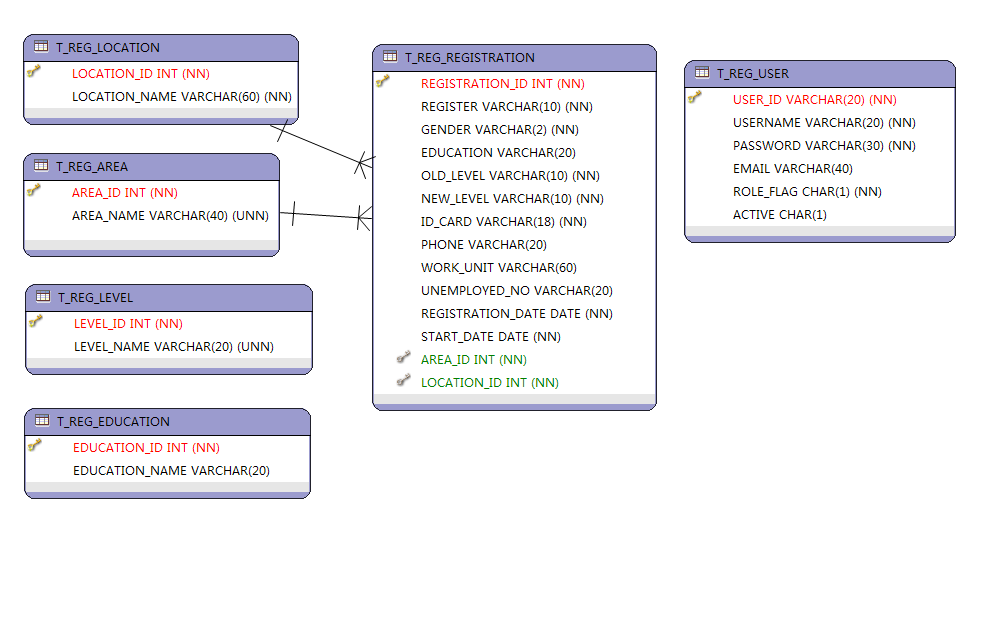 T_REG_LOCATION
LOCATION_ID INT (NN)
LOCATION_NAME VARCHAR(60) (NN)
T_REG_AREA
AREA_ID INT (NN)
AREA_NAME VARCHAR(40) (UNN)
T_REG_LEVEL
LEVEL_ID INT (NN)
LEVEL_NAME VARCHAR(20) (UNN)
T_REG_EDUCATION
EDUCATION_ID INT (NN)
EDUCATION_NAME VARCHAR(20)
T_REG_REGISTRATION
REGISTRATION_ID INT (NN)
REGISTER VARCHAR(10) (NN)
GENDER VARCHAR(2) (NN)
EDUCATION VARCHAR(20)
OLD_LEVEL VARCHAR(10) (NN)
NEW_LEVEL VARCHAR(10) (NN)
ID_CARD VARCHAR(18) (NN)
PHONE VARCHAR(20)
WORK_UNIT VARCHAR(60)
UNEMPLOYED_NO VARCHAR(20)
REGISTRATION_DATE DATE (NN)
START_DATE DATE (NN)
AREA_ID INT (NN)
LOCATION_ID INT (NN)
T_REG_USER
USER_ID VARCHAR(20) (NN)
USERNAME VARCHAR(20) (NN)
PASSWORD VARCHAR(30) (NN)
EMAIL VARCHAR(40)
ROLE_FLAG CHAR(1) (NN)
ACTIVE CHAR(1)